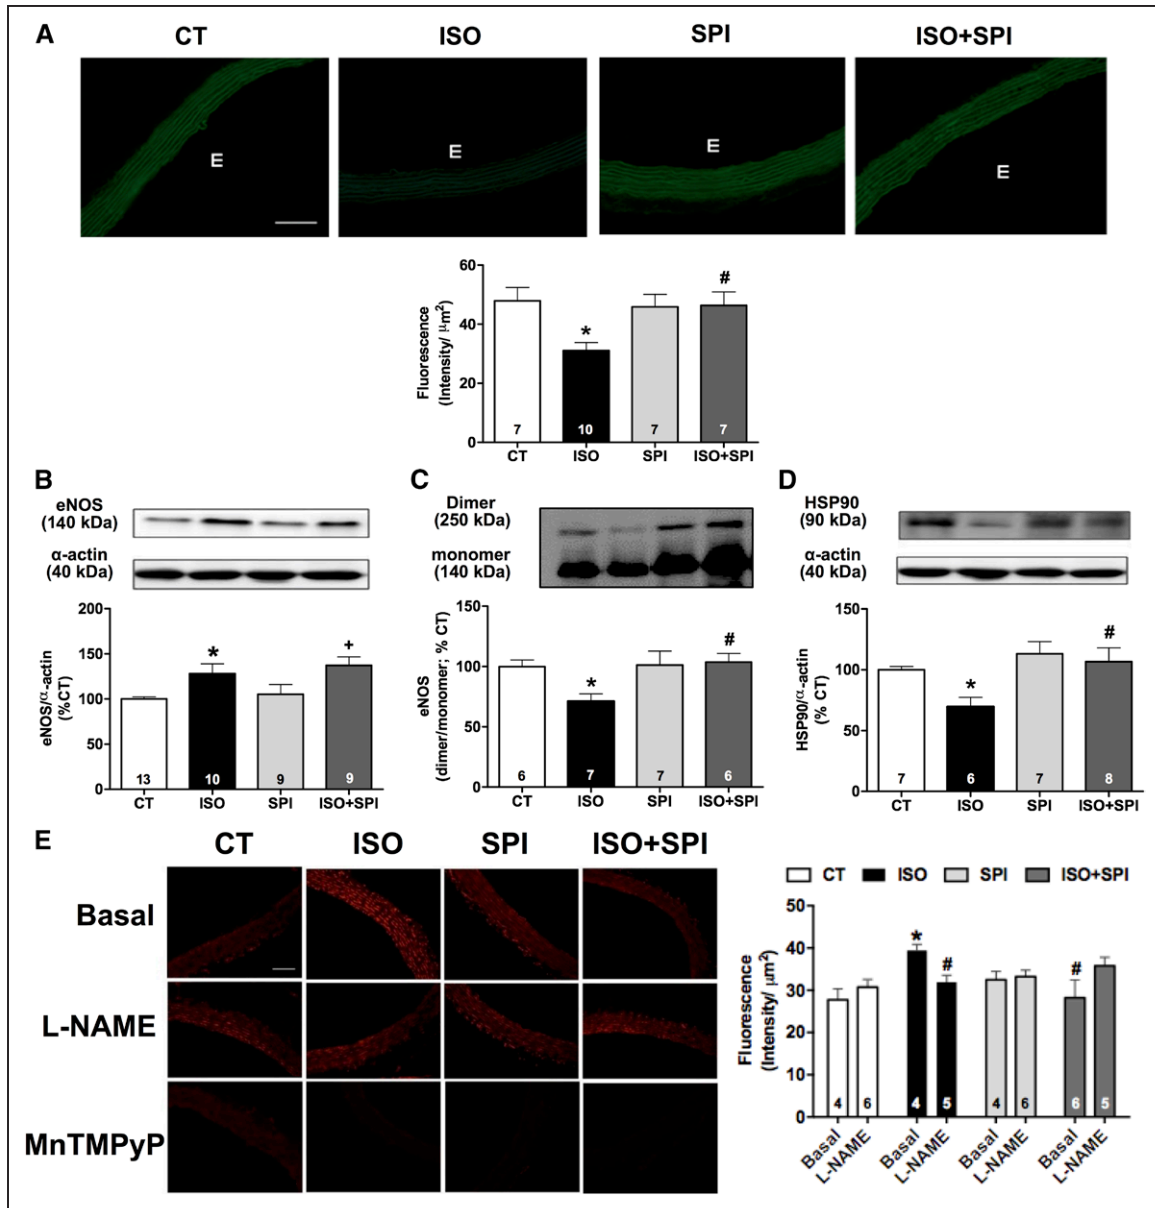 A
CT ISO SPI ISO+SPI
E E E E
Fluorescence
(Intensity/ μm²)
60
40
20
0
* #
7 10 7 7
CT ISO SPI ISO+SPI
B
eNOS
(140 kDa)
α-actin
(40 kDa)
eNOS/α-actin
(%CT)
200
150
100
50
0
* +
13 10 9 9
CT ISO SPI ISO+SPI
C
Dimer
(250 kDa)
monomer
(140 kDa)
eNOS
(dimer/monomer; % CT)
150
100
50
0
* #
6 7 7 6
CT ISO SPI ISO+SPI
D
HSP90
(90 kDa)
α-actin
(40 kDa)
HSP90/α-actin
(% CT)
150
100
50
0
* #
7 6 7 8
CT ISO SPI ISO+SPI
E
CT ISO SPI ISO+SPI
Basal
L-NAME
MnTMPyP
CT ISO SPI ISO+SPI
Fluorescence
(Intensity/ μm²)
50
40
30
20
10
0
* # #
4 6 4 5 4 6 6 5
Basal L-NAME Basal L-NAME Basal L-NAME Basal L-NAME